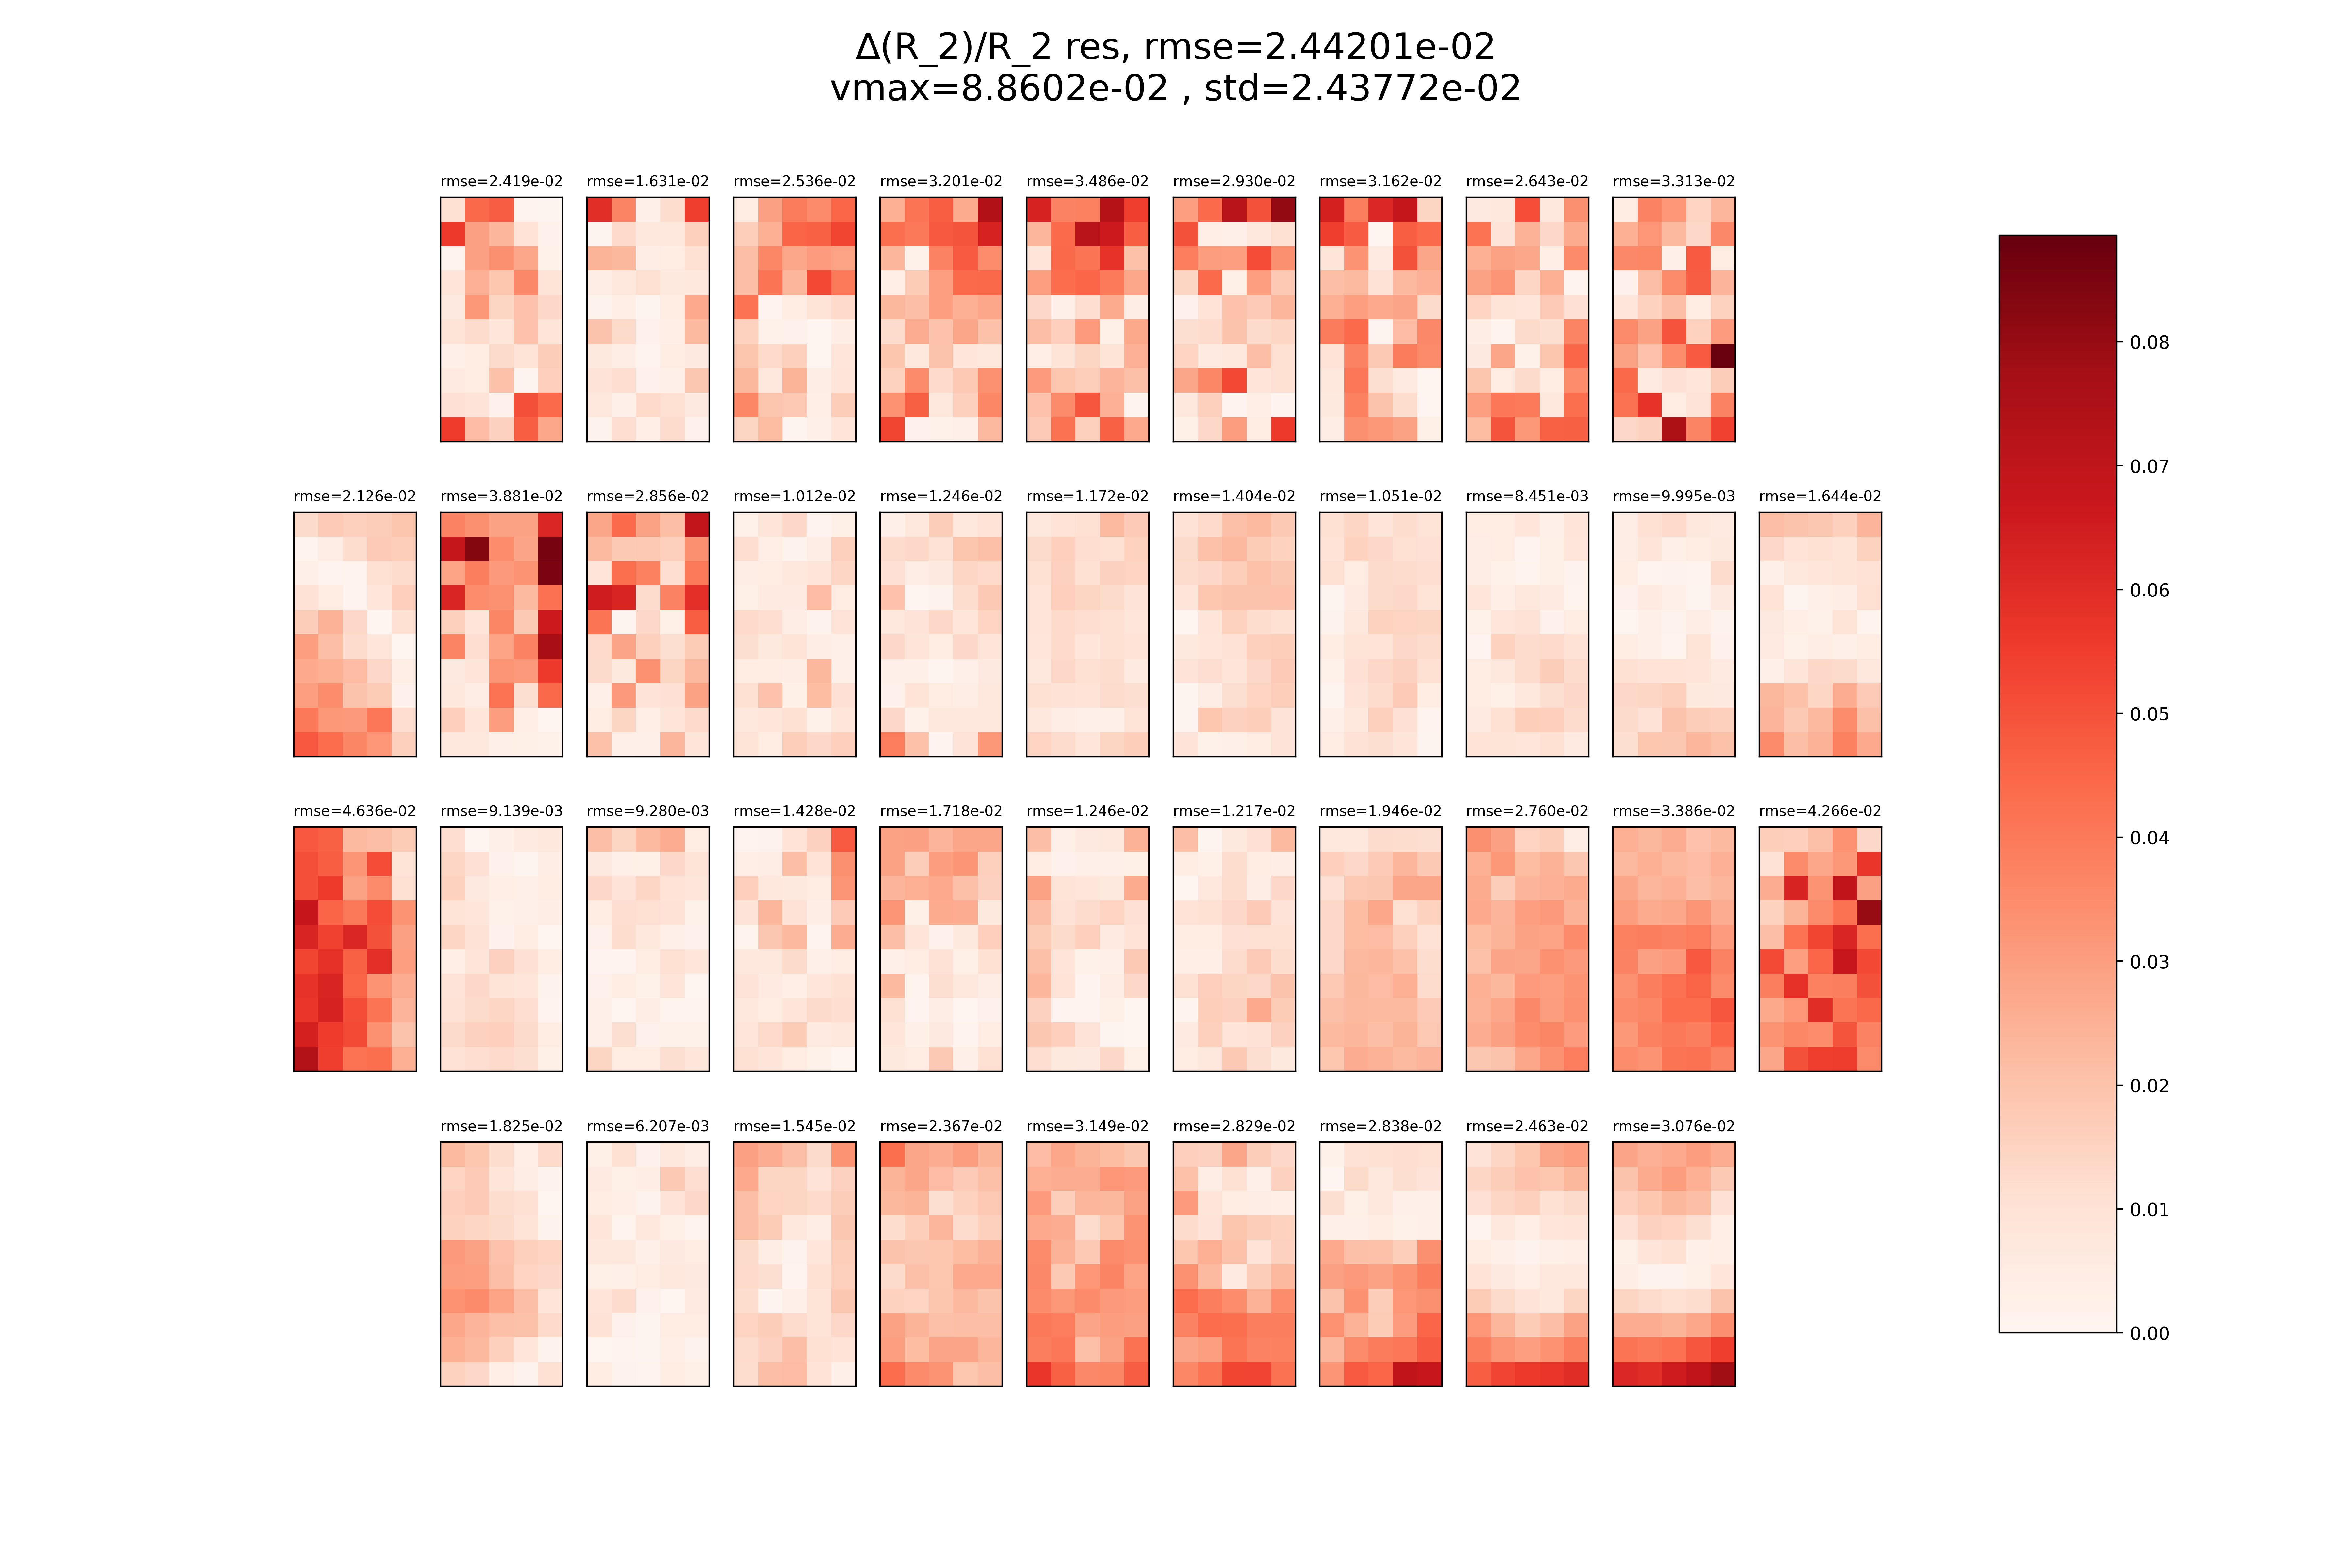 Δ(R_2)/R_2 res, rmse=2.44201e-02
vmax=8.8602e-02 , std=2.43772e-02
rmse=2.419e-02 rmse=1.631e-02 rmse=2.536e-02 rmse=3.201e-02 rmse=3.486e-02 rmse=2.930e-02 rmse=3.162e-02 rmse=2.643e-02 rmse=3.313e-02
rmse=2.126e-02 rmse=3.881e-02 rmse=2.856e-02 rmse=1.012e-02 rmse=1.246e-02 rmse=1.172e-02 rmse=1.404e-02 rmse=1.051e-02 rmse=8.451e-03 rmse=9.995e-03 rmse=1.644e-02
rmse=4.636e-02 rmse=9.139e-03 rmse=9.280e-03 rmse=1.428e-02 rmse=1.718e-02 rmse=1.246e-02 rmse=1.217e-02 rmse=1.946e-02 rmse=2.760e-02 rmse=3.386e-02 rmse=4.266e-02
rmse=1.825e-02 rmse=6.207e-03 rmse=1.545e-02 rmse=2.367e-02 rmse=3.149e-02 rmse=2.829e-02 rmse=2.838e-02 rmse=2.463e-02 rmse=3.076e-02
0.08
0.07
0.06
0.05
0.04
0.03
0.02
0.01
0.00